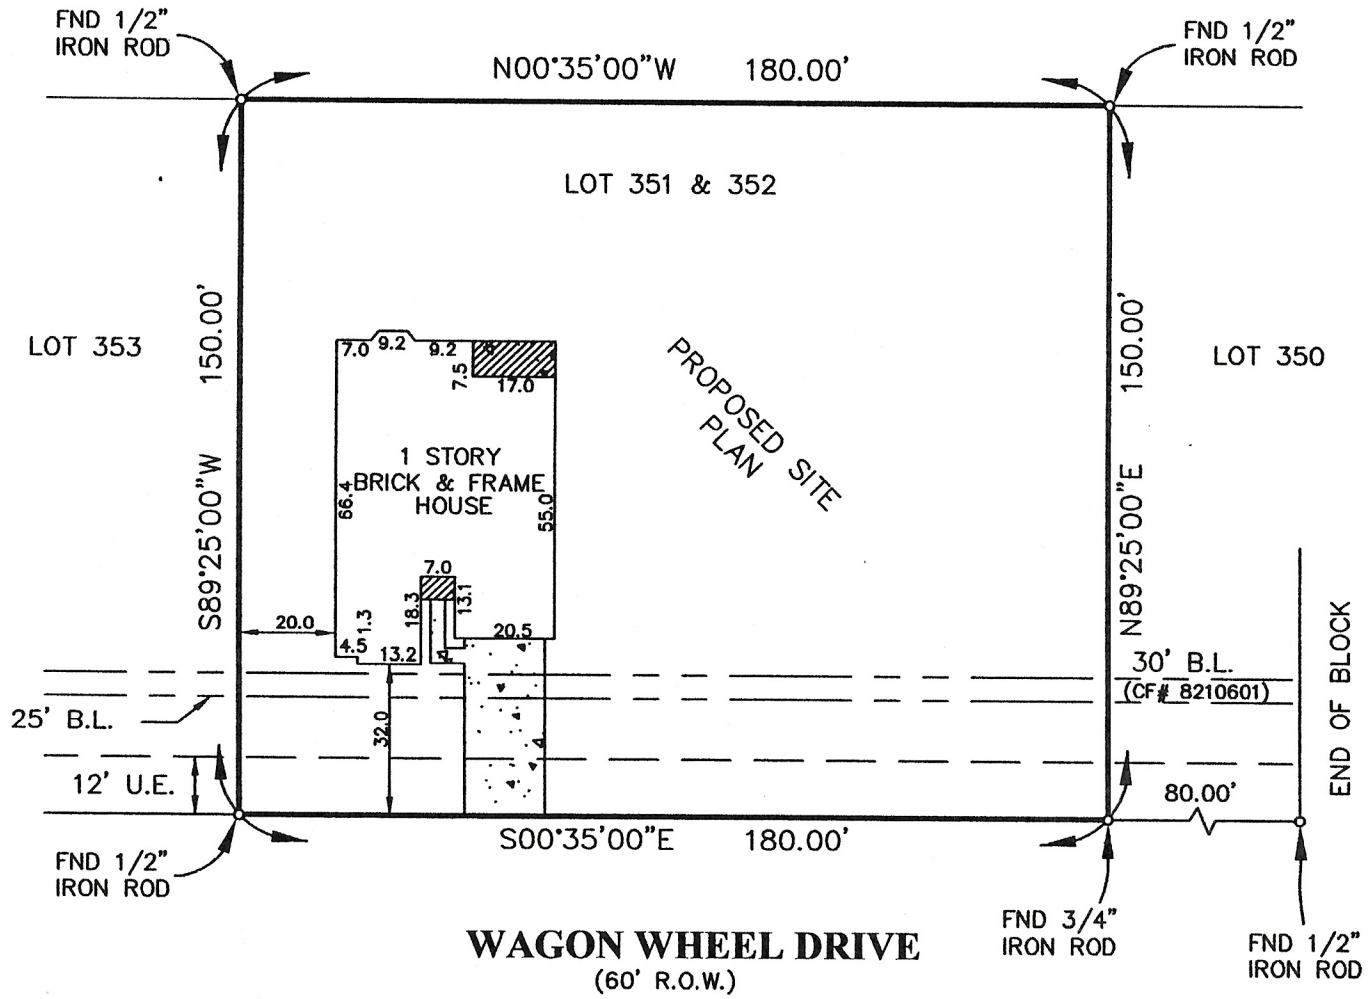 FND 1/2"
IRON ROD
N00°35'00"W 180.00'
FND 1/2"
IRON ROD
LOT 351 & 352
LOT 353
S89°25'00"W 150.00'
7.0 9.2 9.2
7.5
17.0
1 STORY
BRICK & FRAME
HOUSE
66.4
55.0
PROPOSED SITE
PLAN
N89°25'00"E 150.00'
LOT 350
7.0
18.3
13.1
20.0
1.3
4.5
13.2
20.5
32.0
30' B.L.
(CF# 8210601)
25' B.L.
12' U.E.
80.00'
END OF BLOCK
S00°35'00"E 180.00'
FND 1/2"
IRON ROD
FND 3/4"
IRON ROD
FND 1/2"
IRON ROD
WAGON WHEEL DRIVE
(60' R.O.W.)